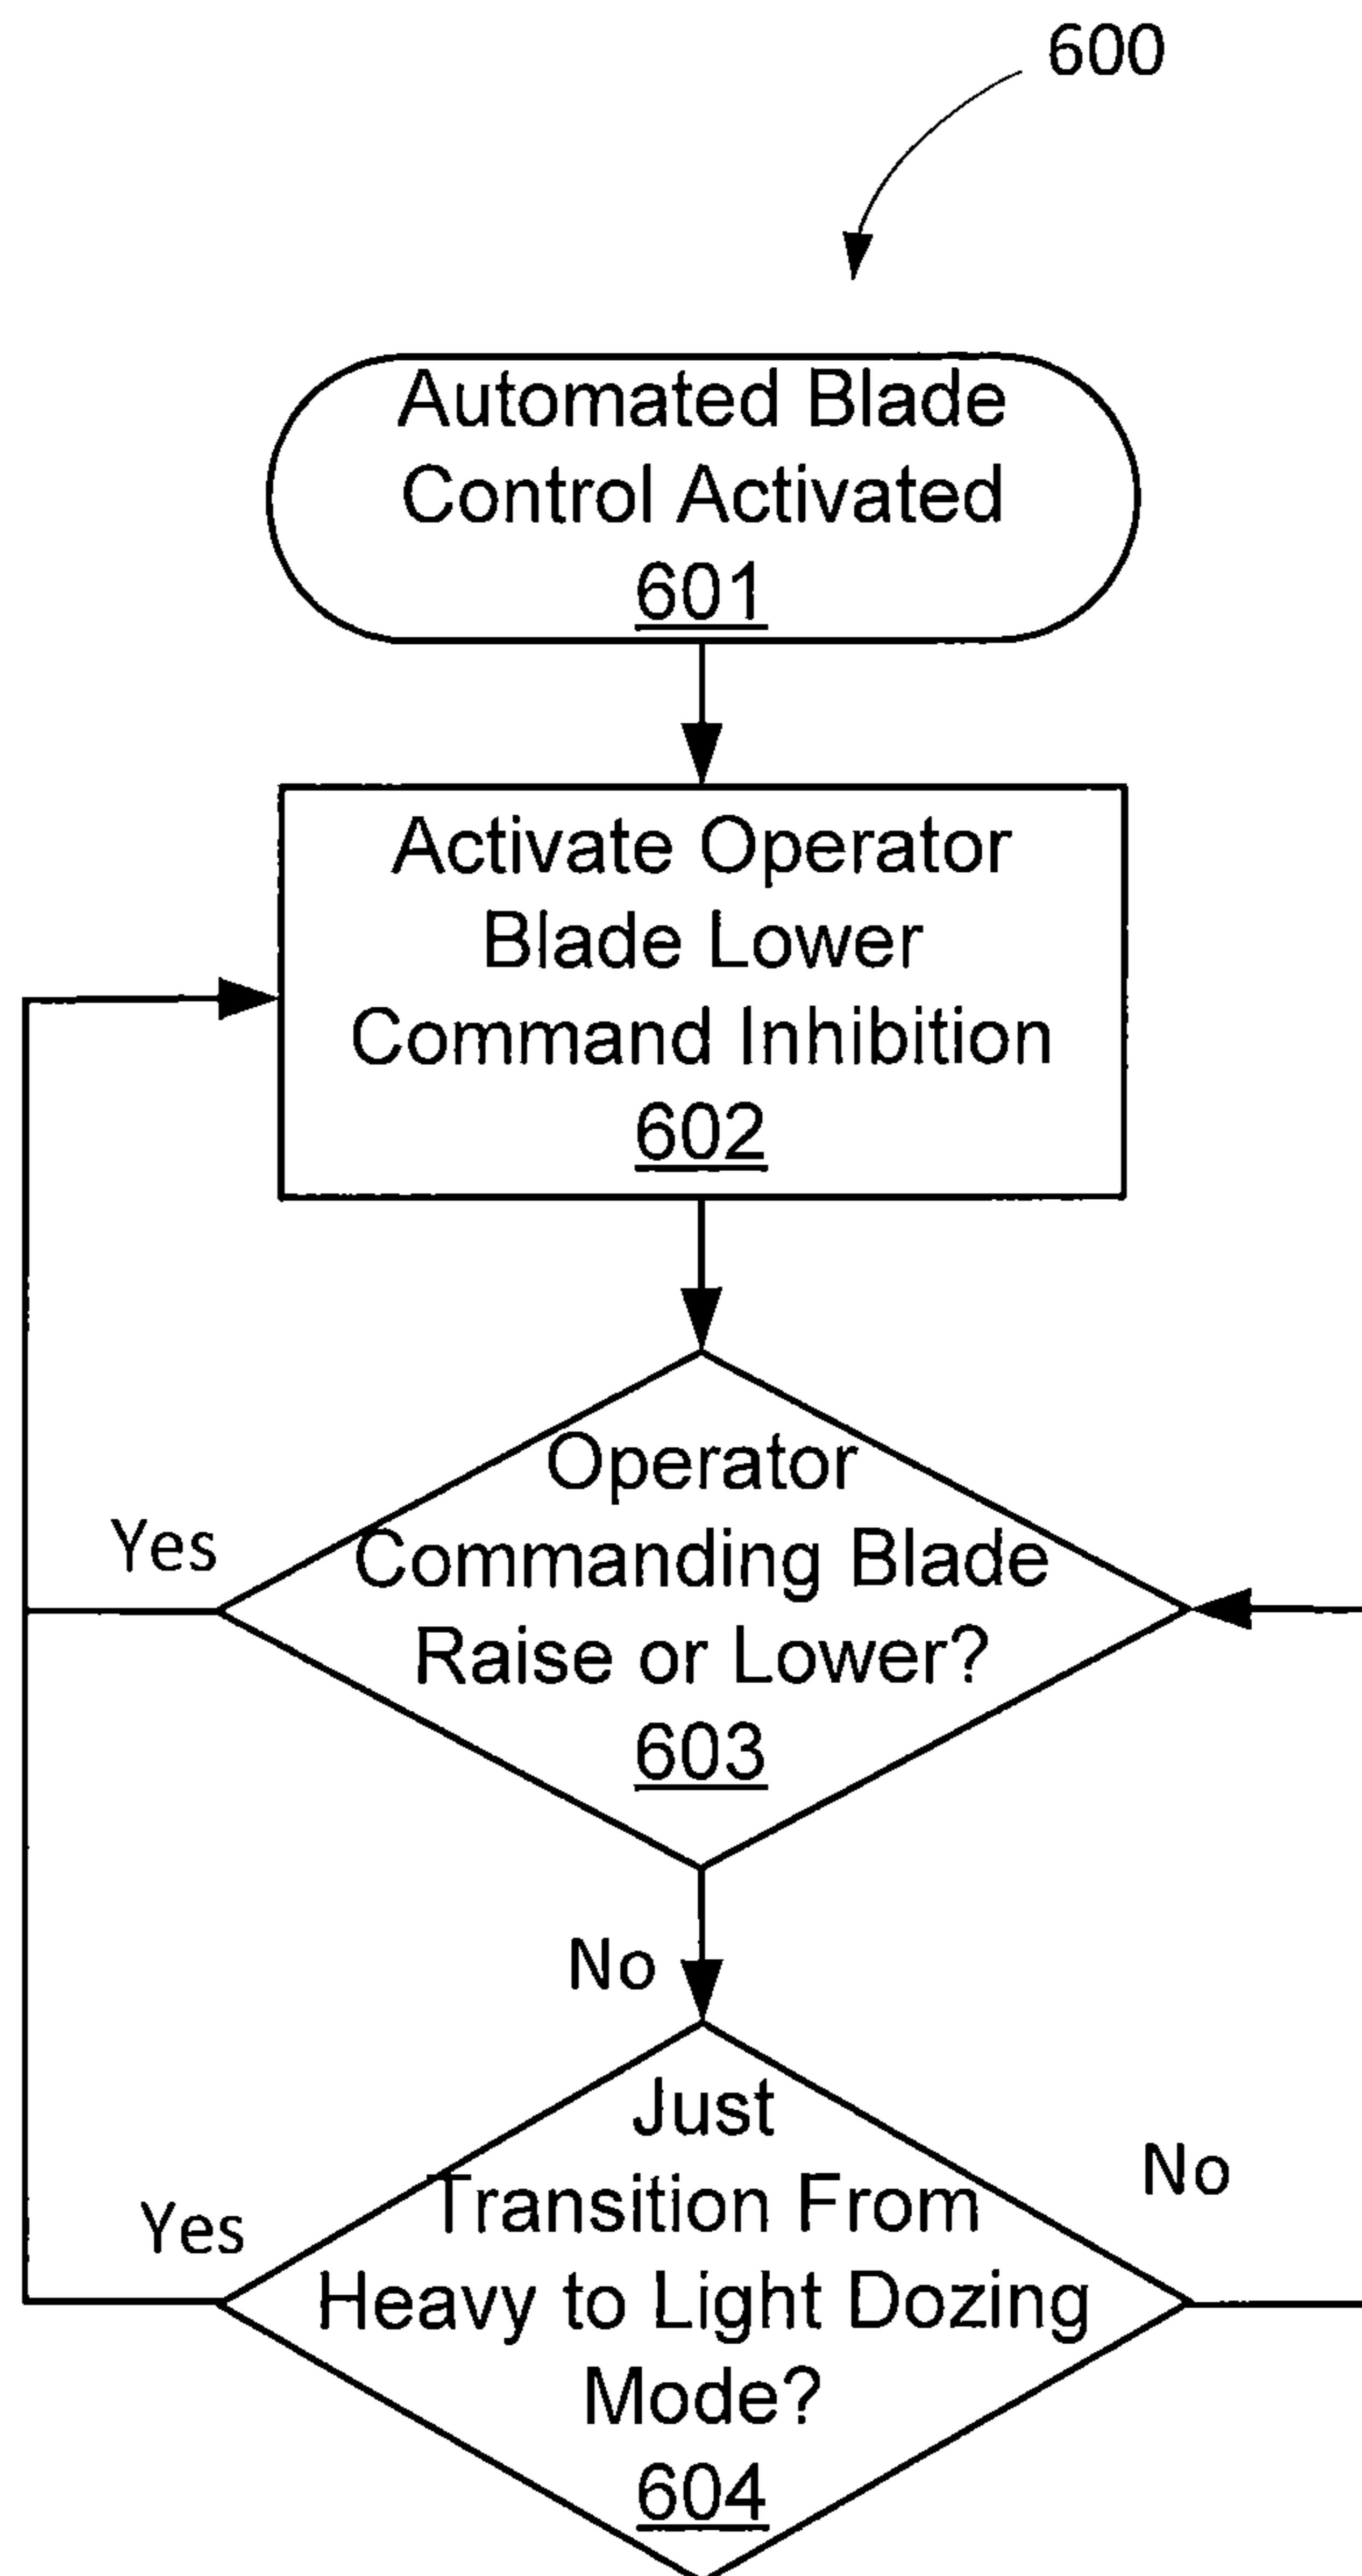 600
Automated Blade
Control Activated
601
Activate Operator
Blade Lower
Command Inhibition
602
Operator
Yes
Commanding Blade
Raise or Lower?
603
No
Just
No
Transition From
Yes
Heavy to Light Dozing
Mode?
604